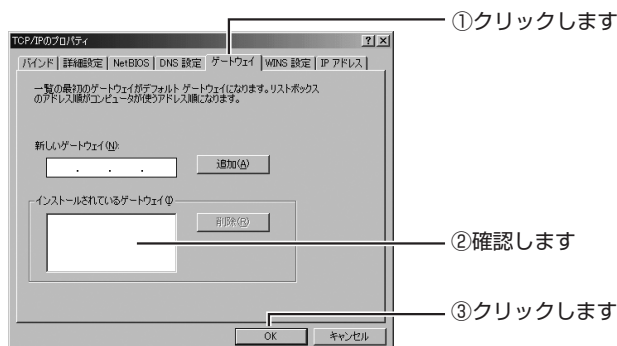 ①クリックします
TCP/IPのプロパティ
バインド 詳細設定 NetBIOS DNS 設定 ゲートウェイ WINS 設定 IP アドレス
一覧の最初のゲートウェイがデフォルト ゲートウェイになります。リストボックス
のアドレス順がコンピュータが使うアドレス順になります。
新しいゲートウェイ(N):
. . . 追加(A)
インストールされているゲートウェイ(I)
削除(R)
②確認します
③クリックします
OK キャンセル